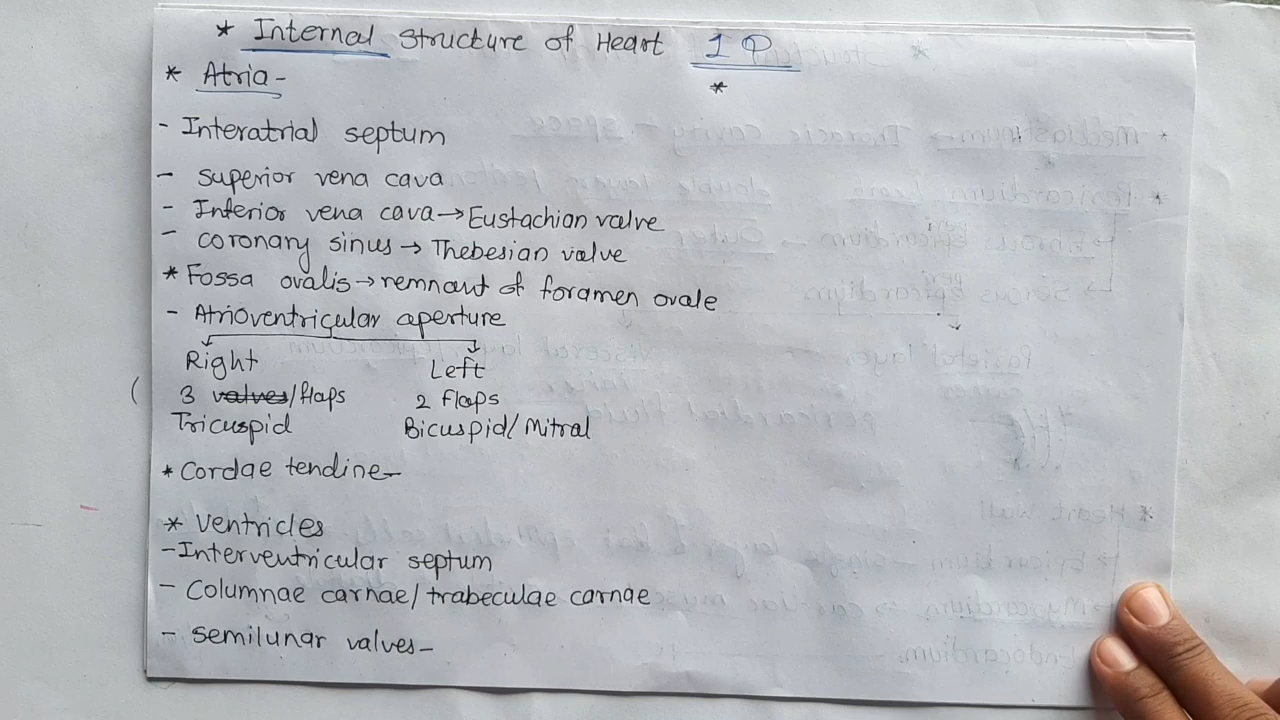 * Internal structure of Heart 1 Q
*
* Atria -
- Interatrial septum
- superior vena cava
- Inferior vena cava → Eustachian valve
- coronary sinus → Thebesian valve
* Fossa ovalis → remnant of foramen ovale
- Atrioventricular aperture
Right Left
3 valves/flaps 2 flaps
Tricuspid Bicuspid/Mitral
* Cordae tendine -
* ventricles
- Interventricular septum
- Columnae carnae/trabeculae carnae
- semilunar valves -